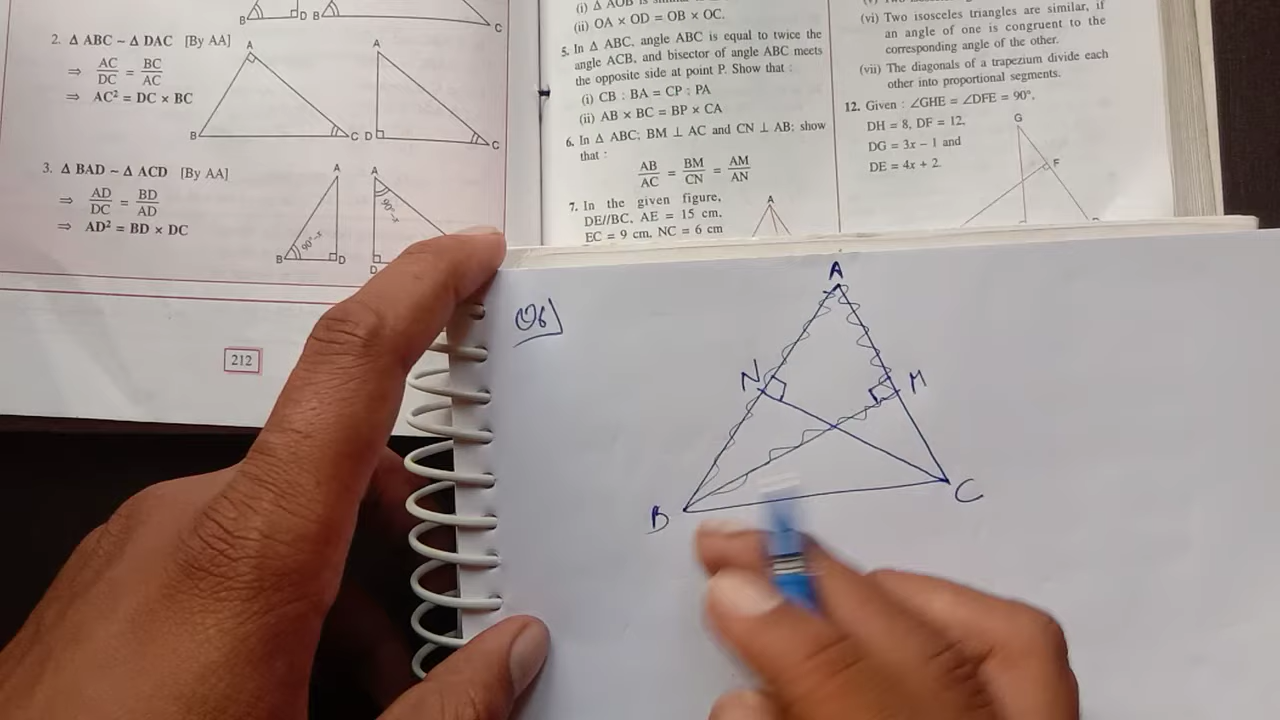 B D B C
2. Δ ABC ~ Δ DAC [By AA]
⇒ AC/DC = BC/AC
⇒ AC² = DC × BC
A
B C
A
D C
3. Δ BAD ~ Δ ACD [By AA]
⇒ AD/DC = BD/AD
⇒ AD² = BD × DC
A
B 90°-x D
A
90°-x
D
212
(ii) OA × OD = OB × OC.
5. In Δ ABC, angle ABC is equal to twice the
angle ACB, and bisector of angle ABC meets
the opposite side at point P. Show that :
(i) CB : BA = CP : PA
(ii) AB × BC = BP × CA
6. In Δ ABC; BM ⊥ AC and CN ⊥ AB; show
that :
AB/AC = BM/CN = AM/AN
7. In the given figure,
DE//BC, AE = 15 cm,
EC = 9 cm, NC = 6 cm
A
(vi) Two isosceles triangles are similar, if
an angle of one is congruent to the
corresponding angle of the other.
(vii) The diagonals of a trapezium divide each
other into proportional segments.
12. Given : ∠GHE = ∠DFE = 90°,
DH = 8, DF = 12,
DG = 3x − 1 and
DE = 4x + 2.
G
F
Q6)
A
N M
B C